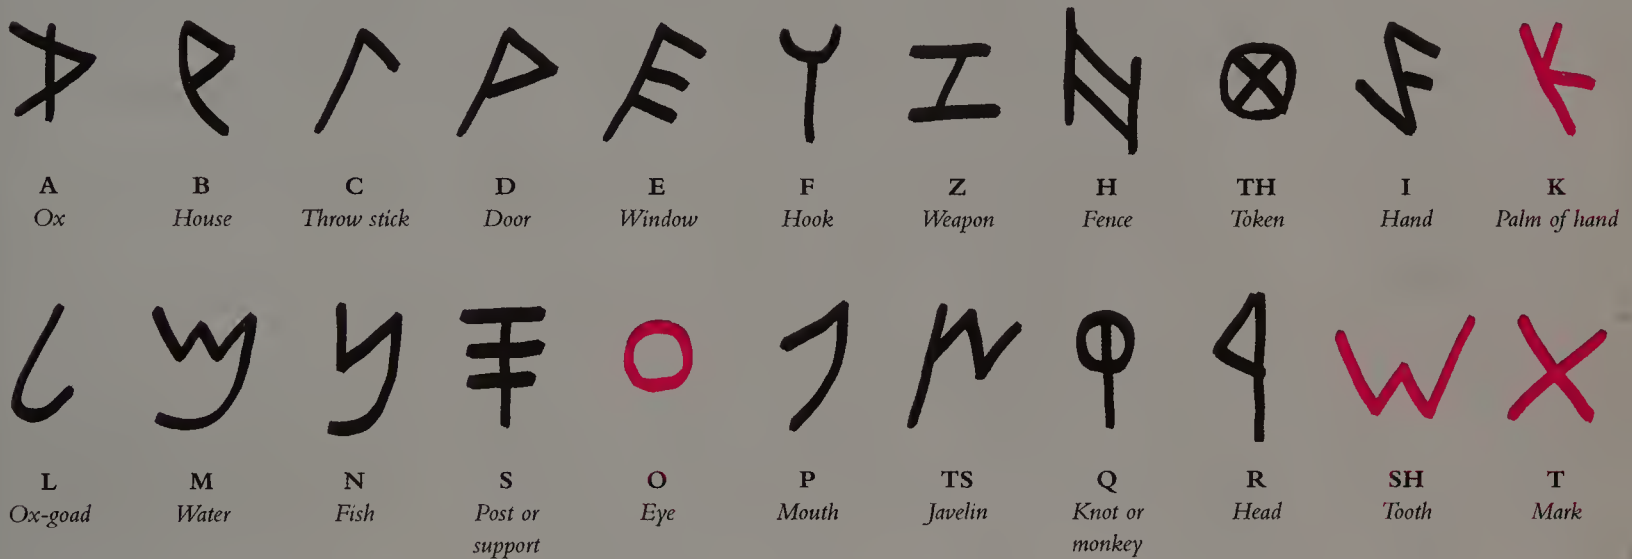 𐤀 𐤁 𐤂 𐤃 𐤄 𐤅 𐤆 𐤇 𐤈 𐤉 𐤊
A B C D E F Z H TH I K
Ox House Throw stick Door Window Hook Weapon Fence Token Hand Palm of hand
𐤋 𐤌 𐤍 𐤎 𐤏 𐤐 𐤑 𐤒 𐤓 𐤔 𐤕
L M N S O P TS Q R SH T
Ox-goad Water Fish Post or Eye Mouth Javelin Knot or Head Tooth Mark
support monkey